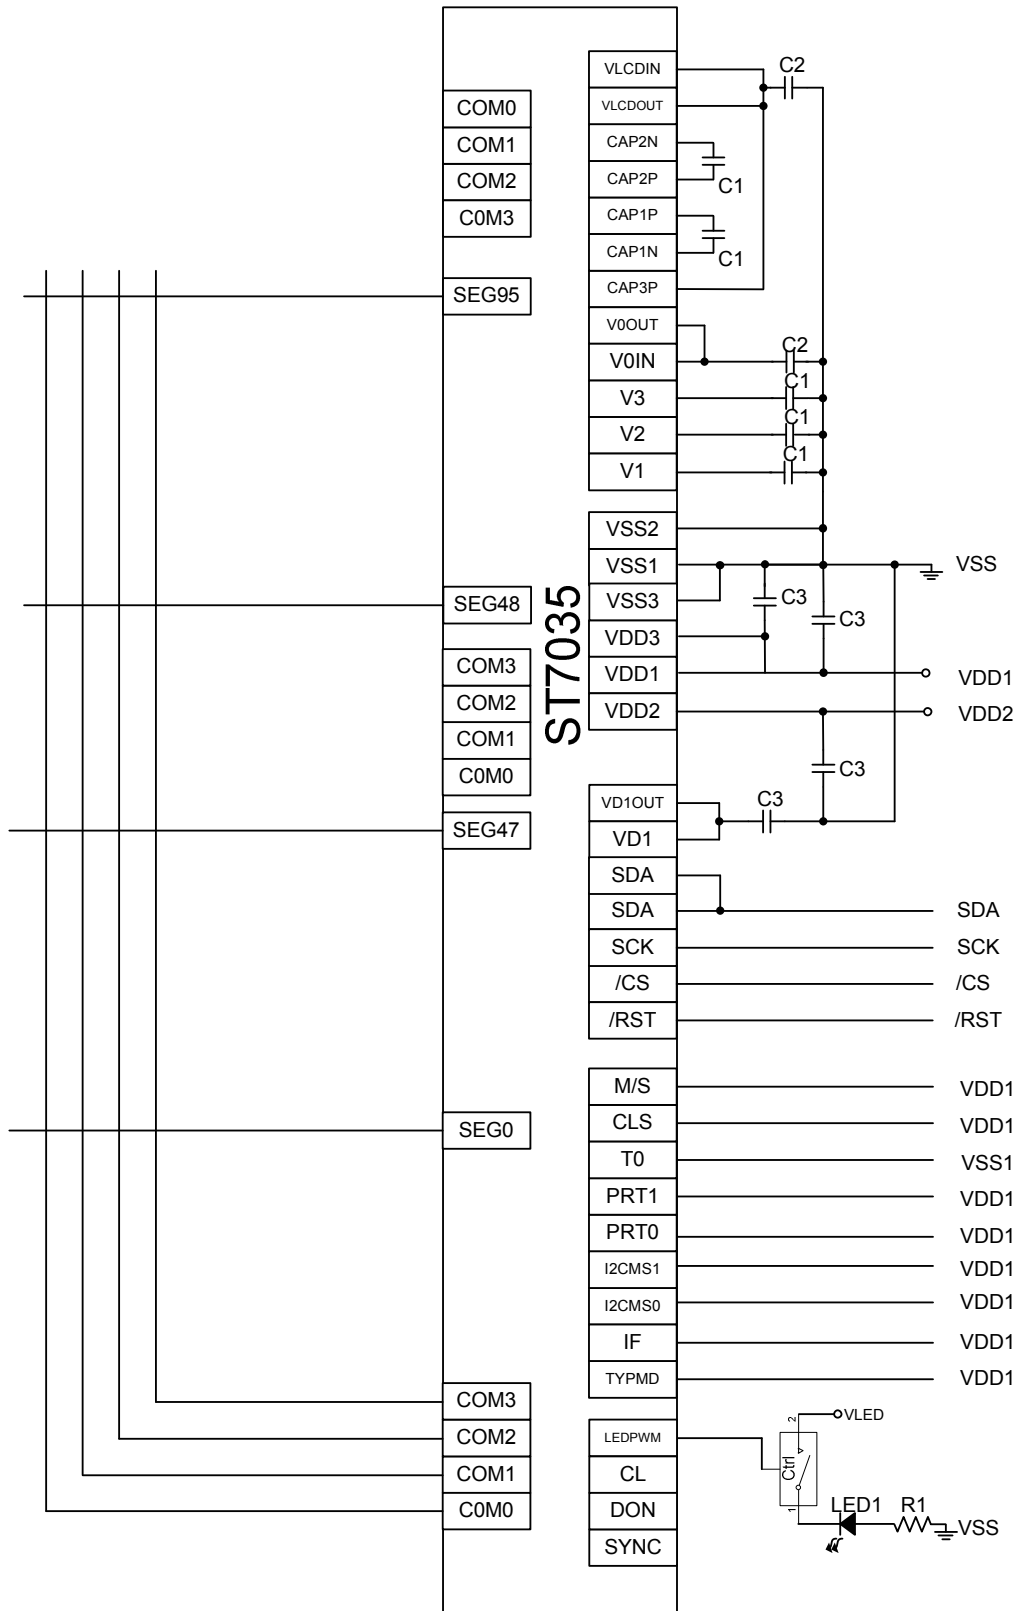 COM0
COM1
COM2
C0M3
SEG95
SEG48
COM3
COM2
COM1
C0M0
SEG47
SEG0
COM3
COM2
COM1
C0M0
ST7035
VLCDIN
VLCDOUT
CAP2N
CAP2P
CAP1P
CAP1N
CAP3P
V0OUT
V0IN
V3
V2
V1
VSS2
VSS1
VSS3
VDD3
VDD1
VDD2
VD1OUT
VD1
SDA
SDA
SCK
/CS
/RST
M/S
CLS
T0
PRT1
PRT0
I2CMS1
I2CMS0
IF
TYPMD
LEDPWM
CL
DON
SYNC
C2
C1
C1
C2
C1
C1
C1
C3
C3
C3
C3
VSS
VDD1
VDD2
SDA
SCK
/CS
/RST
VDD1
VDD1
VSS1
VDD1
VDD1
VDD1
VDD1
VDD1
VDD1
2
VLED
Ctrl
1
LED1
R1
VSS